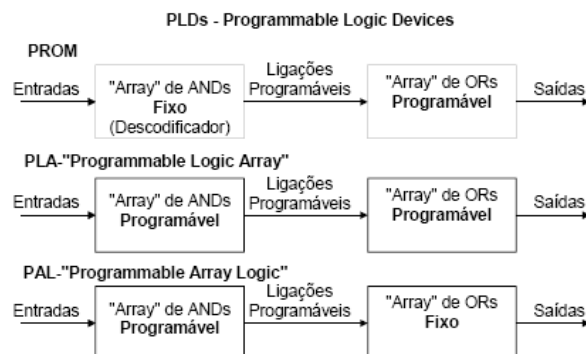 PLDs - Programmable Logic Devices
PROM
Entradas
"Array" de ANDs
Fixo
(Descodificador)
Ligações
Programáveis
"Array" de ORs
Programável
Saídas
PLA-"Programmable Logic Array"
Entradas
"Array" de ANDs
Programável
Ligações
Programáveis
"Array" de ORs
Programável
Saídas
PAL-"Programmable Array Logic"
Entradas
"Array" de ANDs
Programável
Ligações
Programáveis
"Array" de ORs
Fixo
Saídas